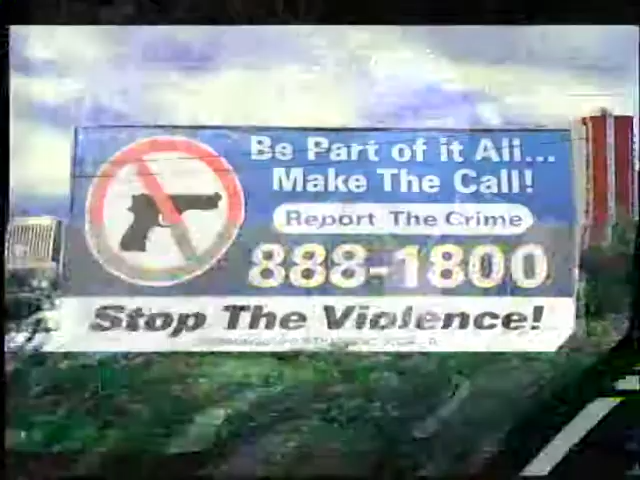 Be Part of it All...
Make The Call!
Report The Crime
888-1800
Stop The Violence!